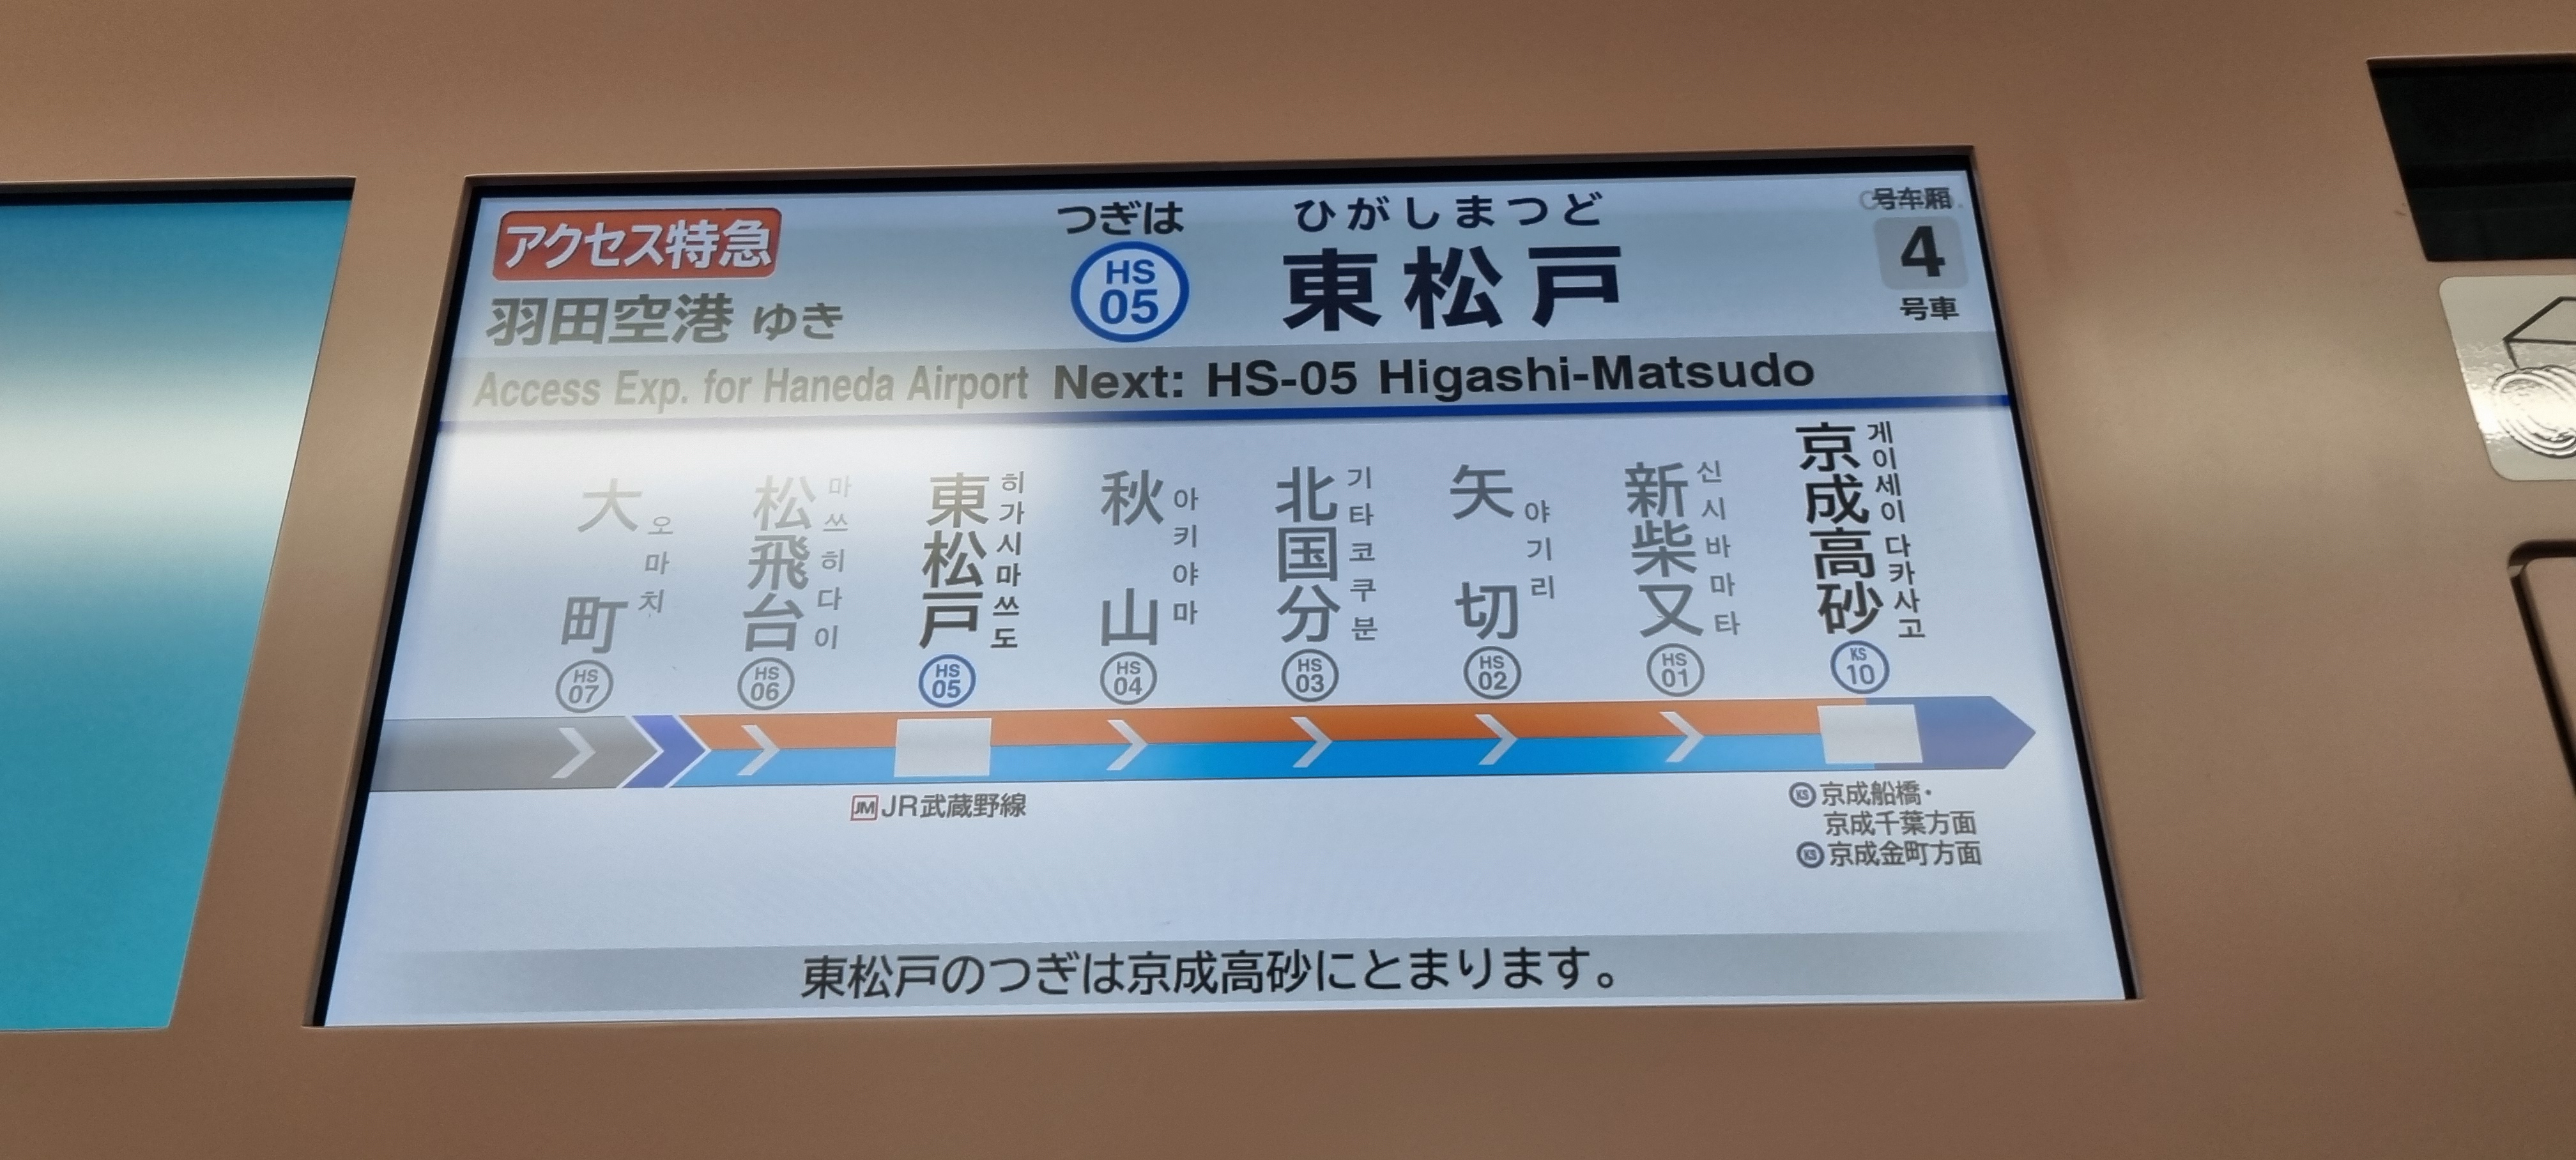 アクセス特急
羽田空港 ゆき
Access Exp. for Haneda Airport
つぎは
HS
05
ひがしまつど
東松戸
Next: HS-05 Higashi-Matsudo
号车厢
4
号車
大町
오마치
HS
07
松飛台
마쓰히다이
HS
06
東松戸
히가시마쓰도
HS
05
秋山
아키야마
HS
04
北国分
기타코쿠분
HS
03
矢切
야기리
HS
02
新柴又
신시바마타
HS
01
京成高砂
게이세이다카사고
KS
10
JM JR武蔵野線
KS 京成船橋・
京成千葉方面
KS 京成金町方面
東松戸のつぎは京成高砂にとまります。